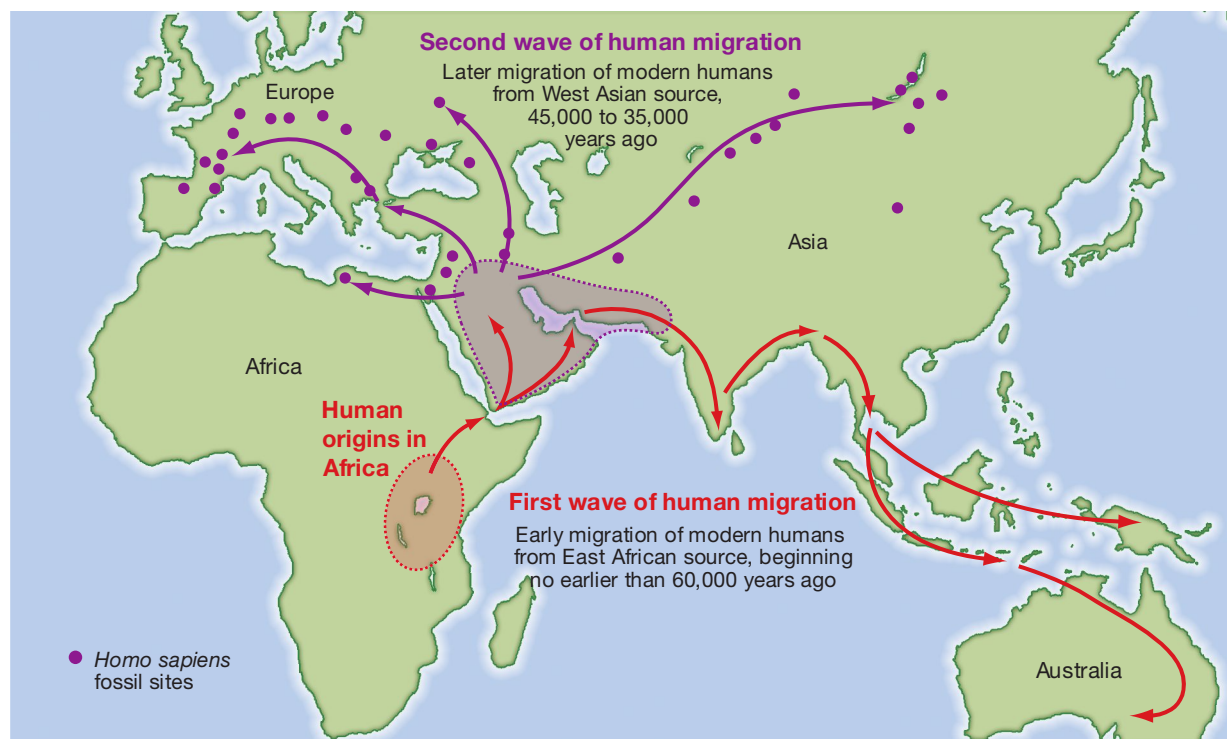 Second wave of human migration
Later migration of modern humans
from West Asian source,
45,000 to 35,000
years ago
Europe
Asia
Africa
Human
origins in
Africa
First wave of human migration
Early migration of modern humans
from East African source, beginning
no earlier than 60,000 years ago
Homo sapiens
fossil sites
Australia